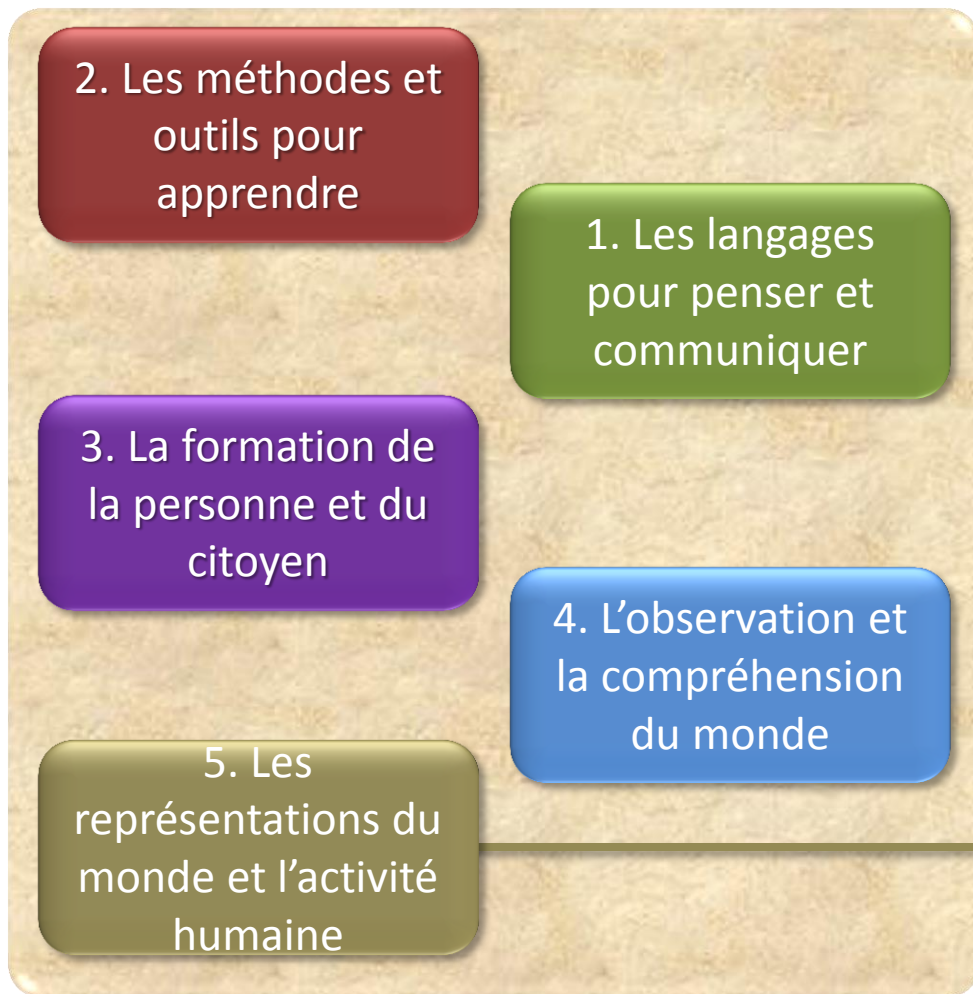 2. Les méthodes et
outils pour
apprendre
1. Les langages
pour penser et
communiquer
3. La formation de
la personne et du
citoyen
4. L’observation et
la compréhension
du monde
5. Les
représentations du
monde et l’activité
humaine